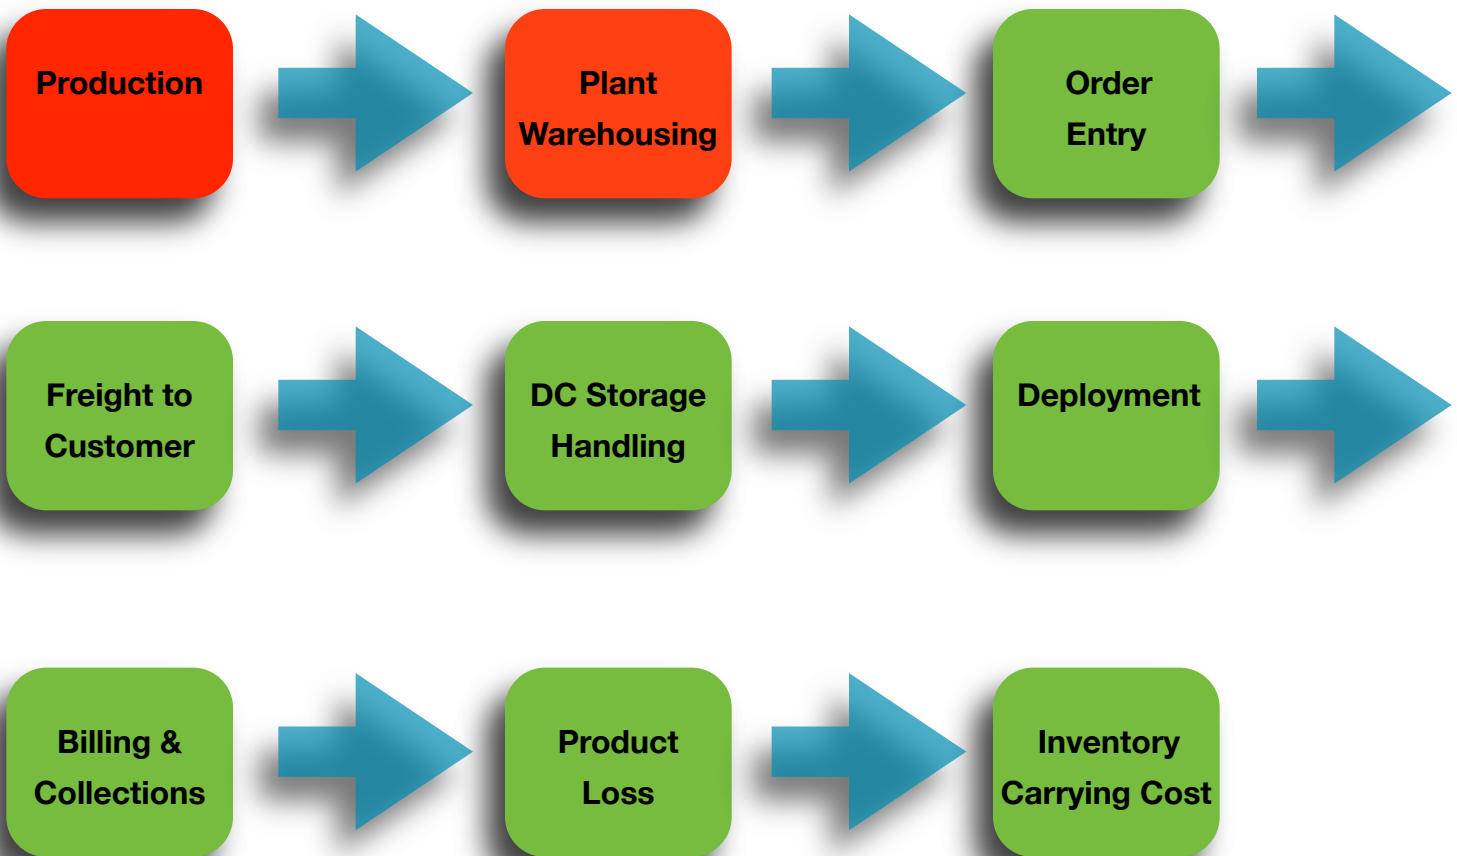 Production
Plant
Warehousing
Order
Entry
Freight to
Customer
DC Storage
Handling
Deployment
Billing &
Collections
Product
Loss
Inventory
Carrying Cost